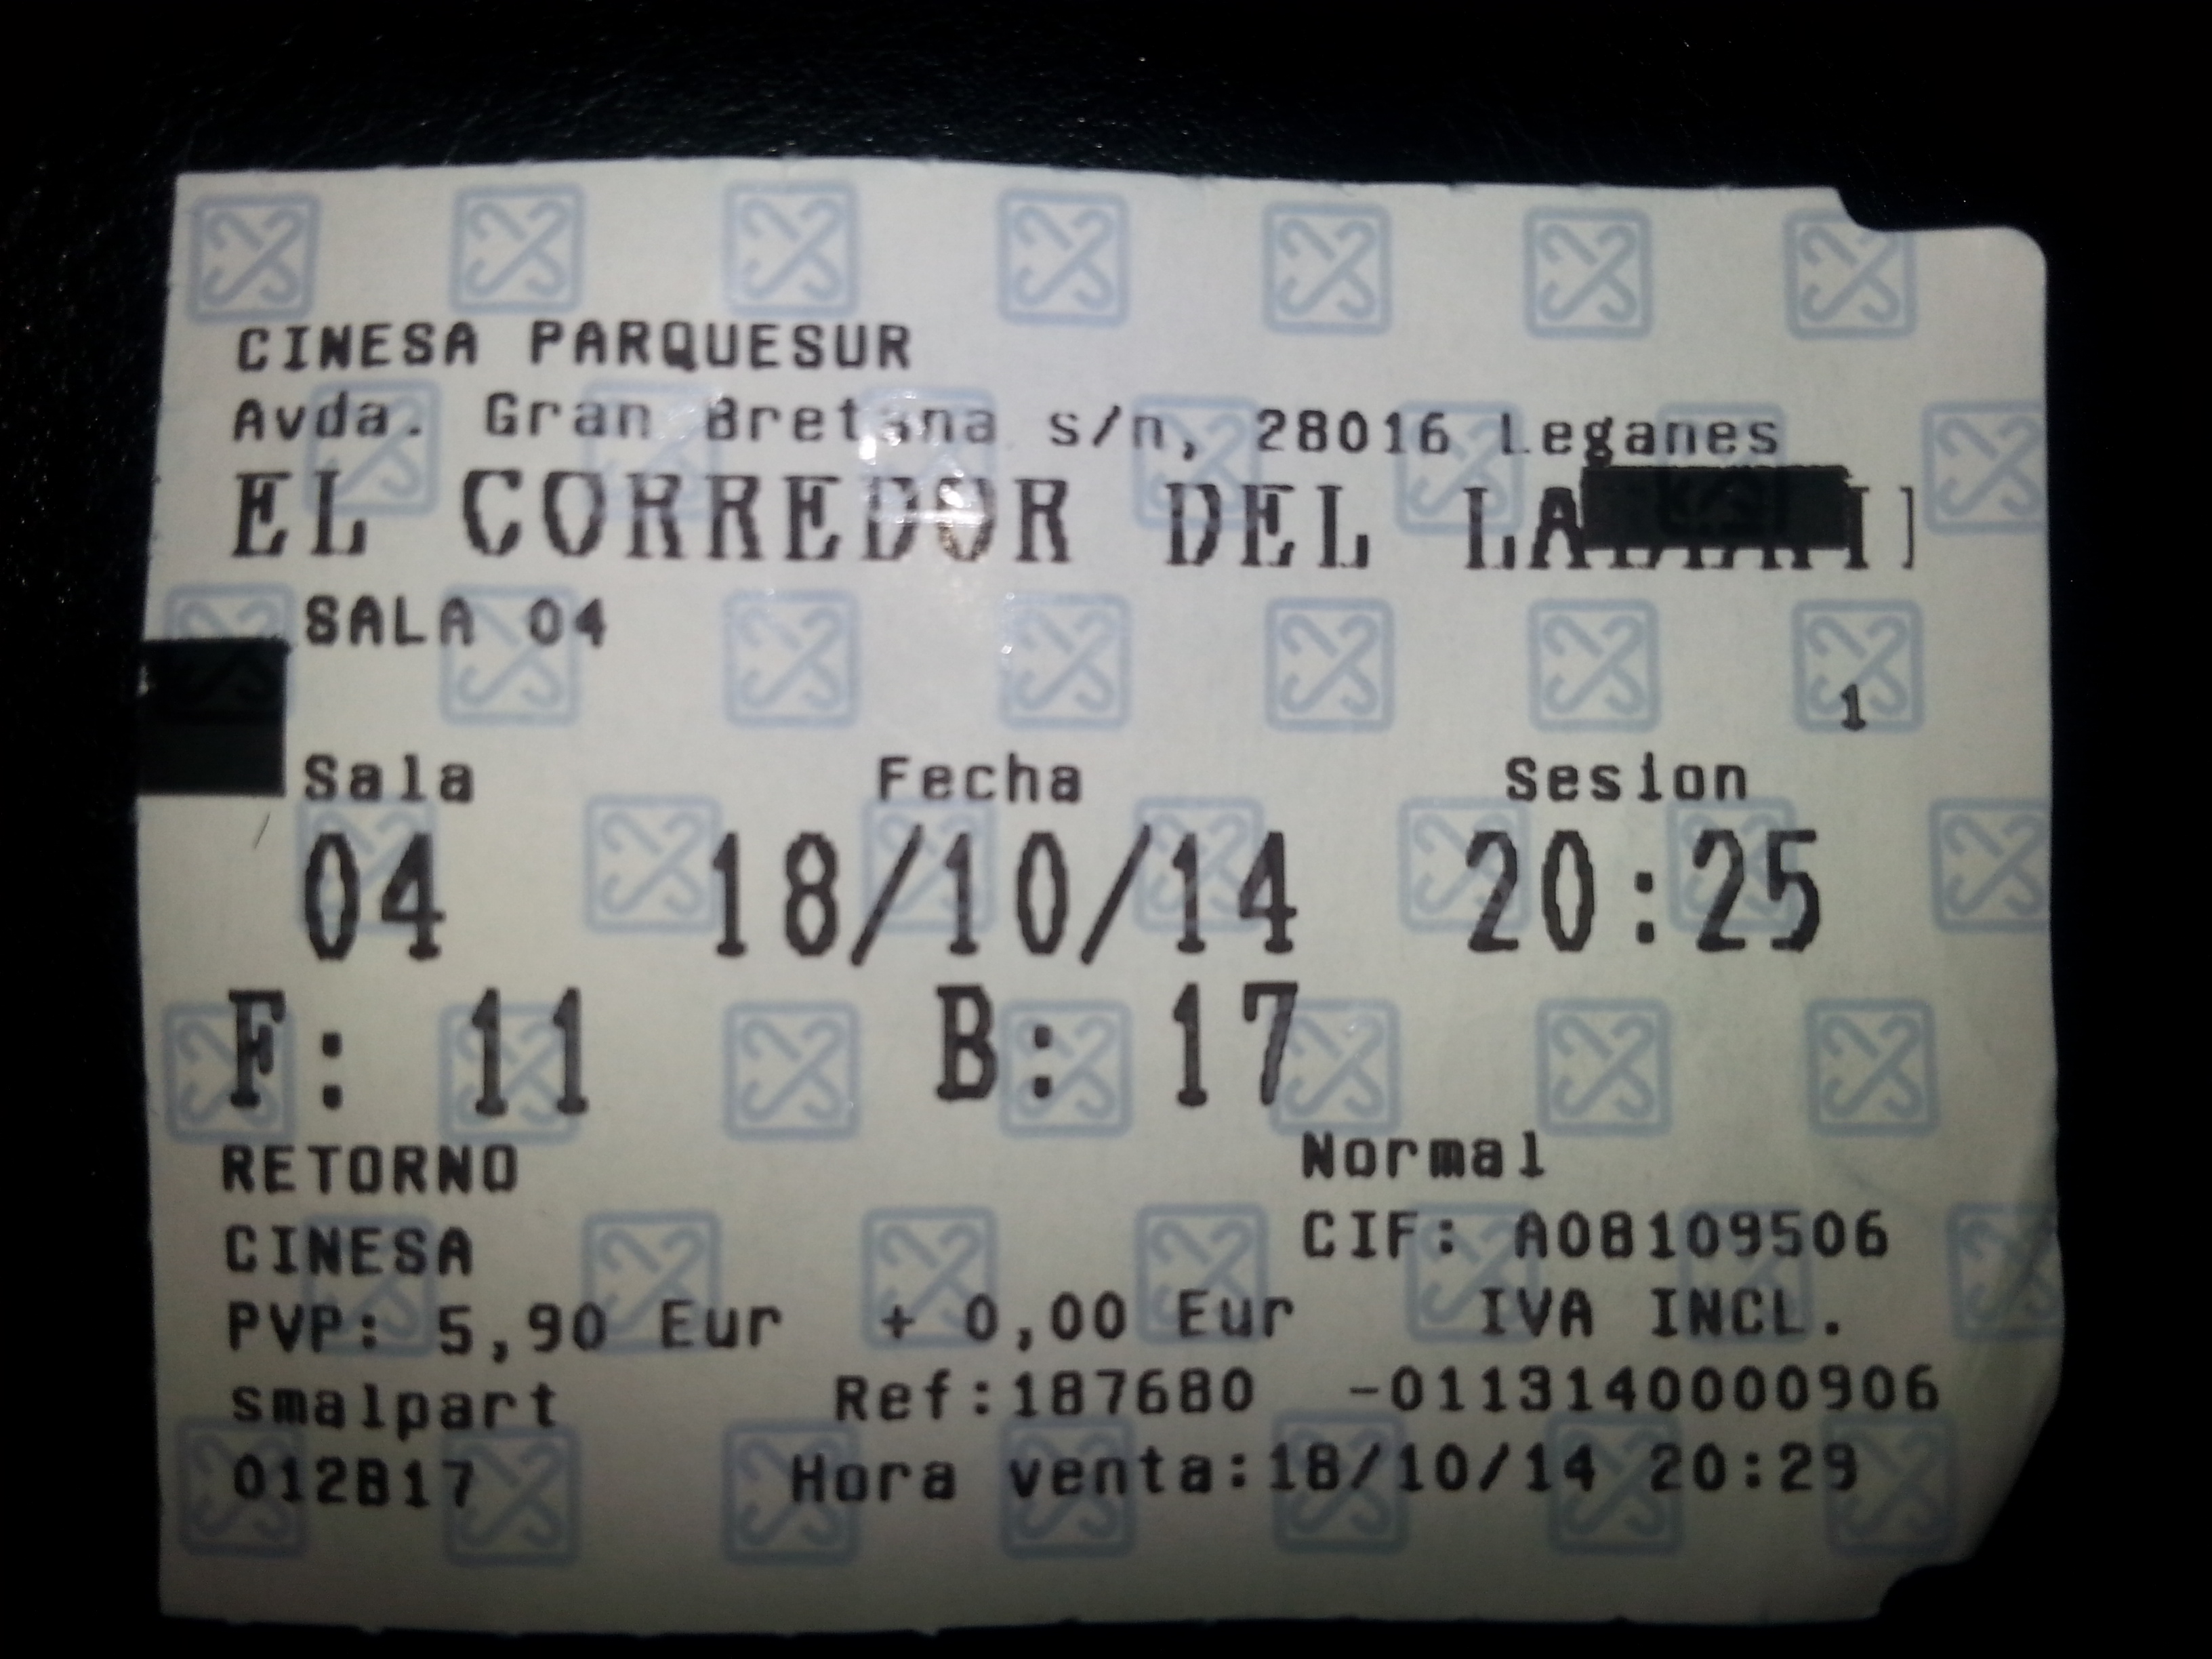 CINESA PARQUESUR
Avda. Gran Bretana s/n, 28016 Leganes
EL CORREDOR DEL
SALA 04
1
Sala Fecha Sesion
04 18/10/14 20:25
F: 11 B: 17
RETORNO Normal
CINESA CIF: A08109506
PVP: 5,90 Eur + 0,00 Eur IVA INCL.
smalpart Ref:187680 -0113140000906
012817 Hora venta:18/10/14 20:29